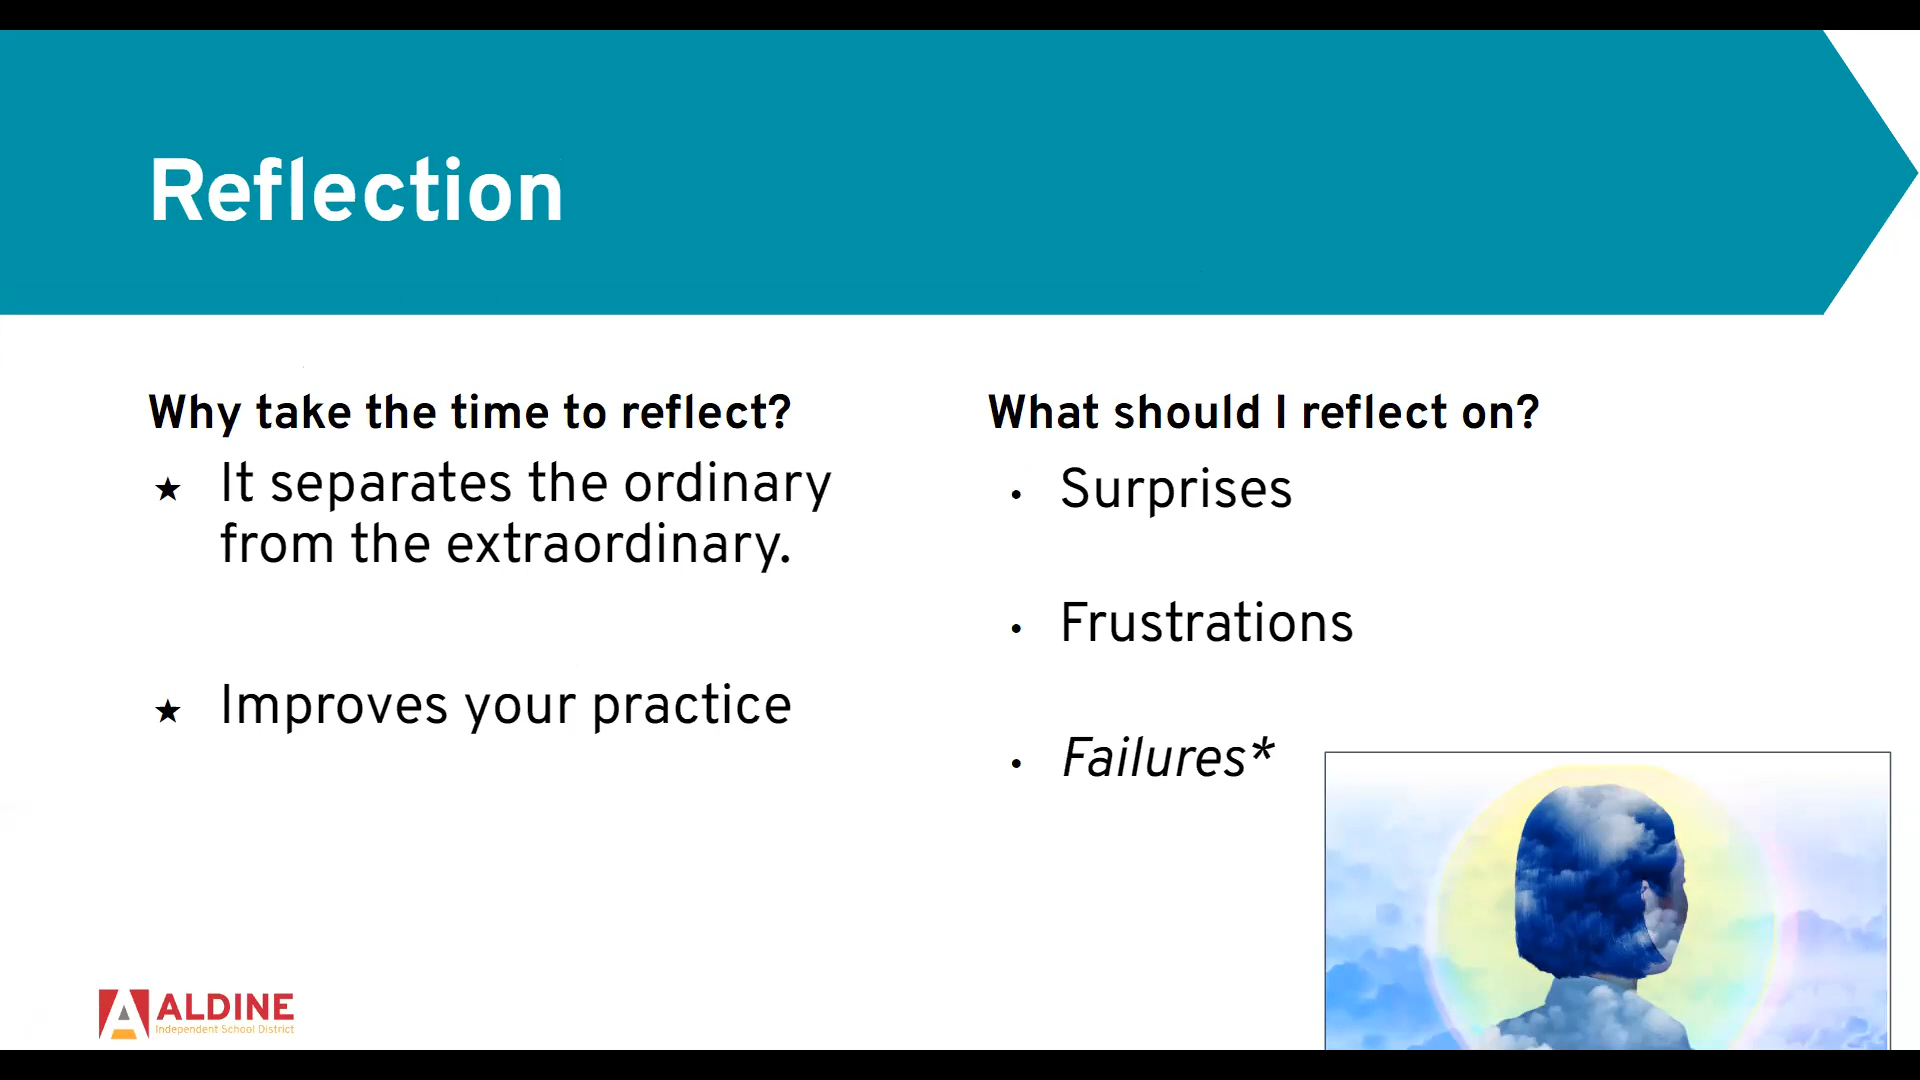 Reflection
Why take the time to reflect?
★ It separates the ordinary
from the extraordinary.
★ Improves your practice
What should I reflect on?
• Surprises
• Frustrations
• Failures*
ALDINE
Independent School District